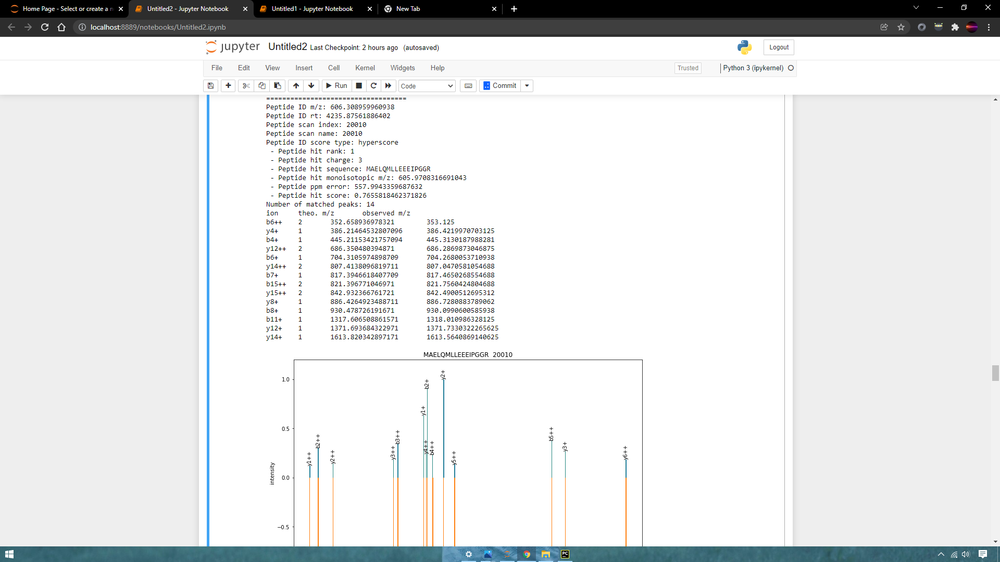 Home Page - Select or create a n
Untitled2 - Jupyter Notebook
Untitled1 - Jupyter Notebook
New Tab
localhost:8889/notebooks/Untitled2.ipynb
jupyter Untitled2 Last Checkpoint: 2 hours ago (autosaved)
Logout
File Edit View Insert Cell Kernel Widgets Help
Trusted
Python 3 (ipykernel)
Run
Code
Commit
===================================
Peptide ID m/z: 606.308959960938
Peptide ID rt: 4235.87561886402
Peptide scan index: 20010
Peptide scan name: 20010
Peptide ID score type: hyperscore
- Peptide hit rank: 1
- Peptide hit charge: 3
- Peptide hit sequence: MAELQMLLEEEIPGGR
- Peptide hit monoisotopic m/z: 605.9708316691043
- Peptide ppm error: 557.9943359687632
- Peptide hit score: 0.7655818462371826
Number of matched peaks: 14
ion theo. m/z observed m/z
b6++ 2 352.658936978321 353.125
y4+ 1 386.21464532807096 386.4219970703125
b4+ 1 445.21153421757094 445.3130187988281
y12++ 2 686.350480394871 686.2869873046875
b6+ 1 704.3105974898709 704.2680053710938
y14++ 2 807.4138096819711 807.0470581054688
b7+ 1 817.3946618407709 817.4650268554688
b15++ 2 821.396771046971 821.7560424804688
y15++ 2 842.932366761721 842.4900512695312
y8+ 1 886.4264923488711 886.7280883789062
b8+ 1 930.478726191671 930.0990600585938
b11+ 1 1317.606508861571 1318.010986328125
y12+ 1 1371.693684322971 1371.7330322265625
y14+ 1 1613.820342897171 1613.5640869140625
MAELQMLLEEEIPGGR 20010
1.0
0.5
0.0
−0.5
intensity
y1++
b2++
y2++
y3++
b3++
y1+
y4++
b2+
b4++
y2+
y5++
b5++
y3+
y6++
PC